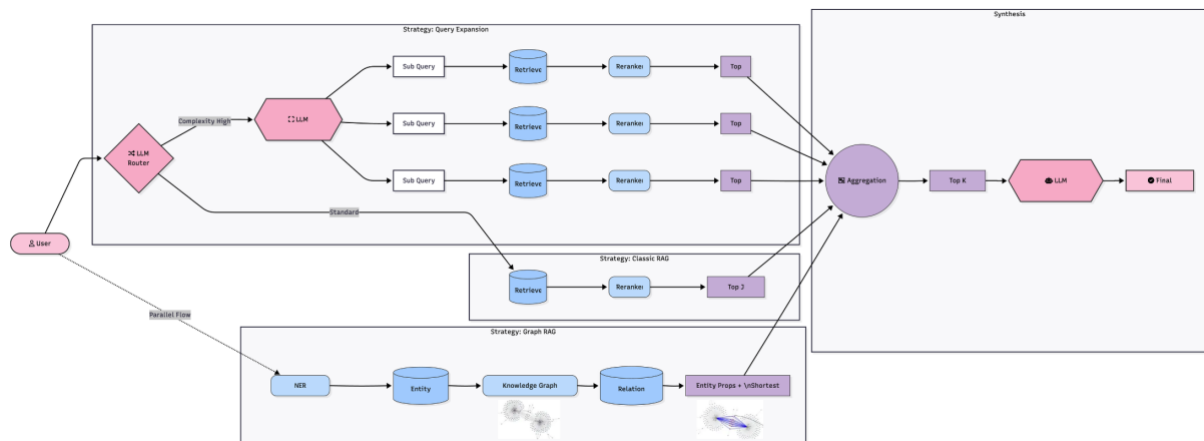 Synthesis
Strategy: Query Expansion
Sub Query
Retrieve
Reranker
Top
Complexity High
LLM
Sub Query
Retrieve
Reranker
Top
LLM
Router
Sub Query
Retrieve
Reranker
Top
Aggregation
Top K
LLM
Final
Standard
User
Strategy: Classic RAG
Retrieve
Reranker
Top J
Parallel Flow
Strategy: Graph RAG
NER
Entity
Knowledge Graph
Relation
Entity Props + \nShortest